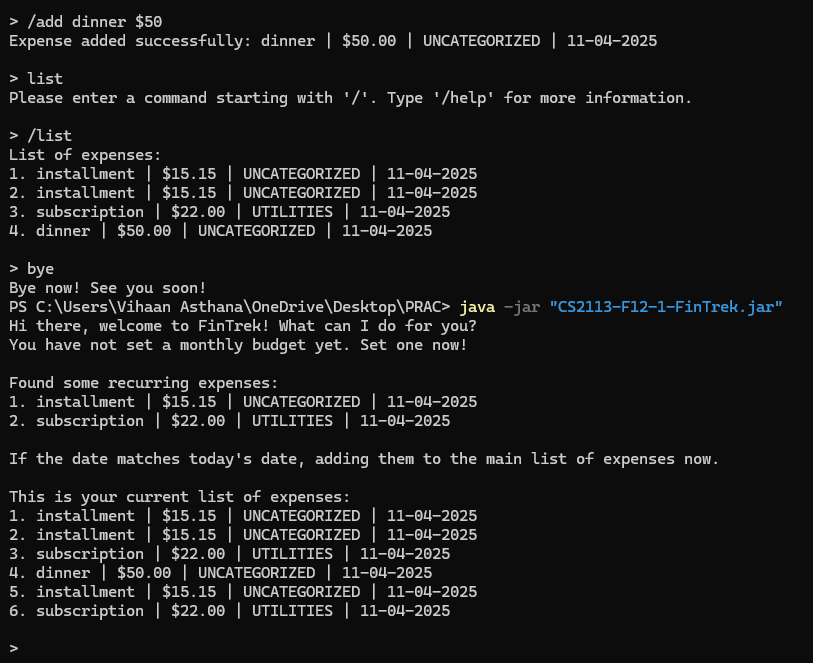 > /add dinner $50
Expense added successfully: dinner | $50.00 | UNCATEGORIZED | 11-04-2025
> list
Please enter a command starting with '/'. Type '/help' for more information.
> /list
List of expenses:
1. installment | $15.15 | UNCATEGORIZED | 11-04-2025
2. installment | $15.15 | UNCATEGORIZED | 11-04-2025
3. subscription | $22.00 | UTILITIES | 11-04-2025
4. dinner | $50.00 | UNCATEGORIZED | 11-04-2025
> bye
Bye now! See you soon!
PS C:\Users\Vihaan Asthana\OneDrive\Desktop\PRAC> java -jar "CS2113-F12-1-FinTrek.jar"
Hi there, welcome to FinTrek! What can I do for you?
You have not set a monthly budget yet. Set one now!
Found some recurring expenses:
1. installment | $15.15 | UNCATEGORIZED | 11-04-2025
2. subscription | $22.00 | UTILITIES | 11-04-2025
If the date matches today's date, adding them to the main list of expenses now.
This is your current list of expenses:
1. installment | $15.15 | UNCATEGORIZED | 11-04-2025
2. installment | $15.15 | UNCATEGORIZED | 11-04-2025
3. subscription | $22.00 | UTILITIES | 11-04-2025
4. dinner | $50.00 | UNCATEGORIZED | 11-04-2025
5. installment | $15.15 | UNCATEGORIZED | 11-04-2025
6. subscription | $22.00 | UTILITIES | 11-04-2025
>